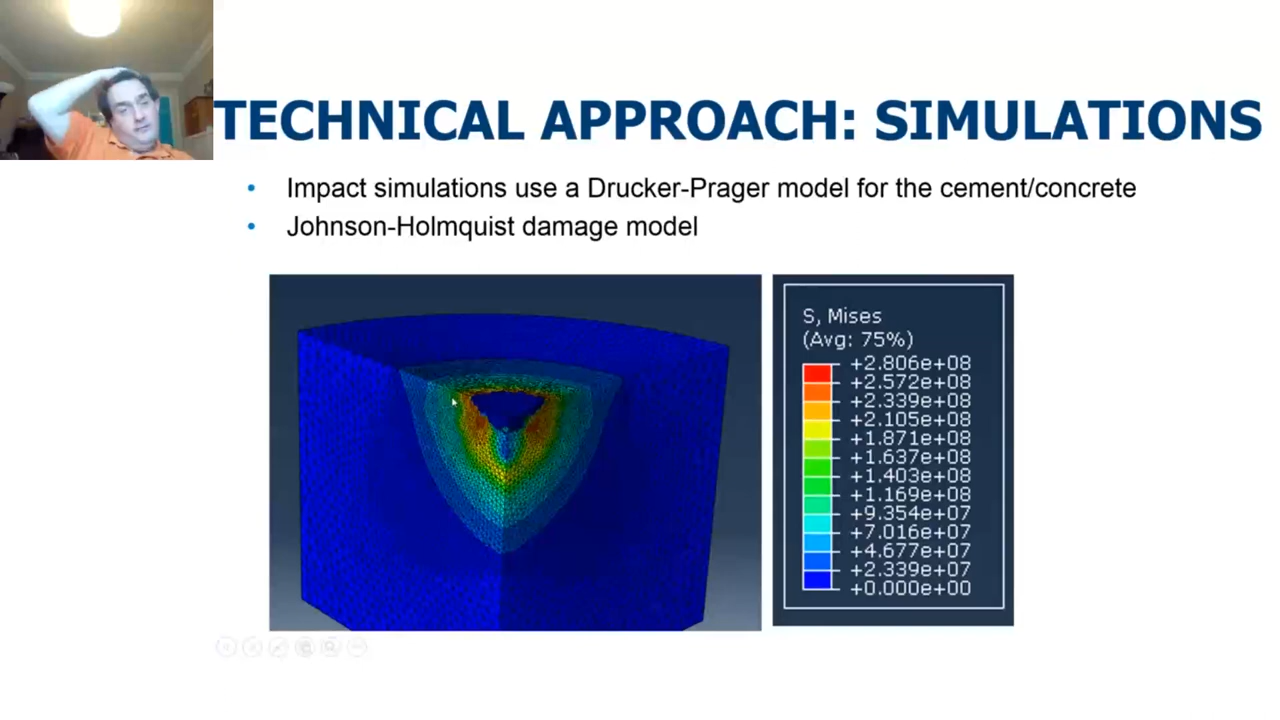 TECHNICAL APPROACH: SIMULATIONS
• Impact simulations use a Drucker-Prager model for the cement/concrete
• Johnson-Holmquist damage model
S, Mises
(Avg: 75%)
+2.806e+08
+2.572e+08
+2.339e+08
+2.105e+08
+1.871e+08
+1.637e+08
+1.403e+08
+1.169e+08
+9.354e+07
+7.016e+07
+4.677e+07
+2.339e+07
+0.000e+00